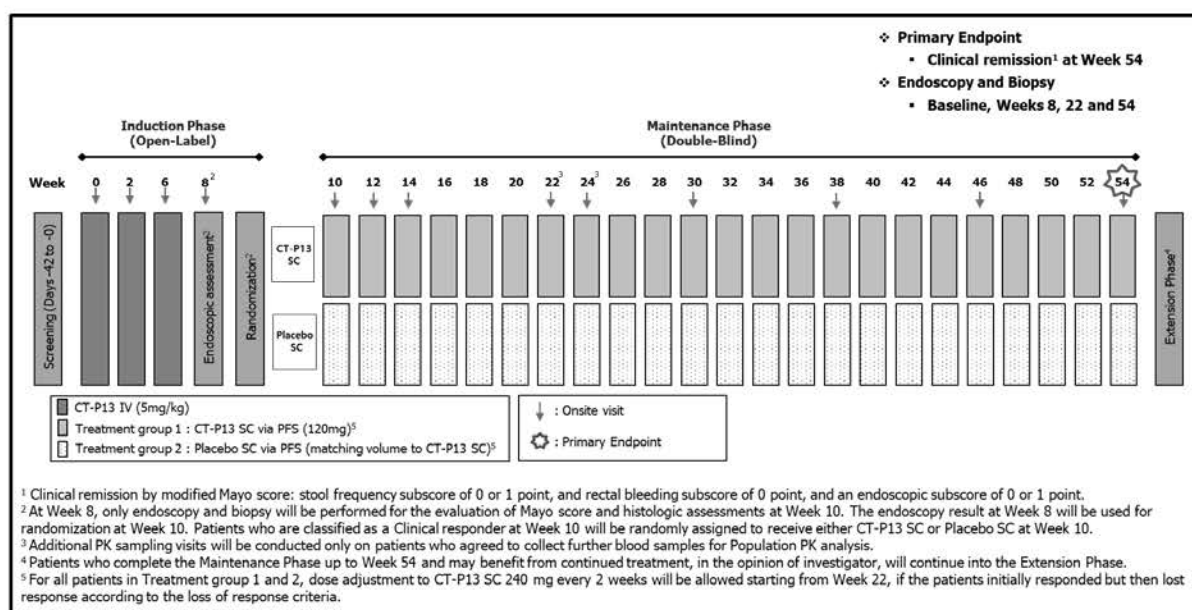 ❖ Primary Endpoint
▪ Clinical remission¹ at Week 54
❖ Endoscopy and Biopsy
▪ Baseline, Weeks 8, 22 and 54
Induction Phase
(Open-Label)
Maintenance Phase
(Double-Blind)
Week 0 2 6 8² 10 12 14 16 18 20 22³ 24³ 26 28 30 32 34 36 38 40 42 44 46 48 50 52 54
Screening (Days -42 to -0)
Endoscopic assessment²
Randomization²
CT-P13
SC
Placebo
SC
Extension Phase⁴
CT-P13 IV (5mg/kg)
Treatment group 1 : CT-P13 SC via PFS (120mg)⁵
Treatment group 2 : Placebo SC via PFS (matching volume to CT-P13 SC)⁵
: Onsite visit
: Primary Endpoint
¹ Clinical remission by modified Mayo score: stool frequency subscore of 0 or 1 point, and rectal bleeding subscore of 0 point, and an endoscopic subscore of 0 or 1 point.
² At Week 8, only endoscopy and biopsy will be performed for the evaluation of Mayo score and histologic assessments at Week 10. The endoscopy result at Week 8 will be used for
randomization at Week 10. Patients who are classified as a Clinical responder at Week 10 will be randomly assigned to receive either CT-P13 SC or Placebo SC at Week 10.
³ Additional PK sampling visits will be conducted only on patients who agreed to collect further blood samples for Population PK analysis.
⁴ Patients who complete the Maintenance Phase up to Week 54 and may benefit from continued treatment, in the opinion of investigator, will continue into the Extension Phase.
⁵ For all patients in Treatment group 1 and 2, dose adjustment to CT-P13 SC 240 mg every 2 weeks will be allowed starting from Week 22, if the patients initially responded but then lost
response according to the loss of response criteria.